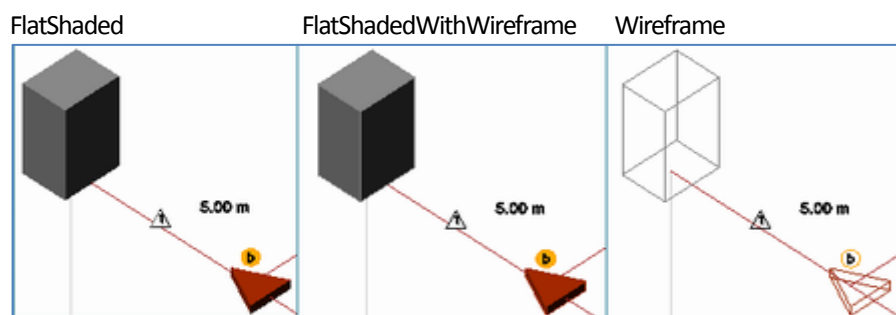 FlatShaded
FlatShadedWithWireframe
Wireframe
5.00 m
b
5.00 m
b
5.00 m
b